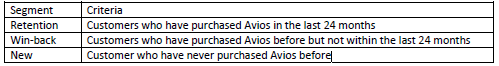 Segment Criteria
Retention Customers who have purchased Avios in the last 24 months
Win-back Customers who have purchased Avios before but not within the last 24 months
New Customer who have never purchased Avios before